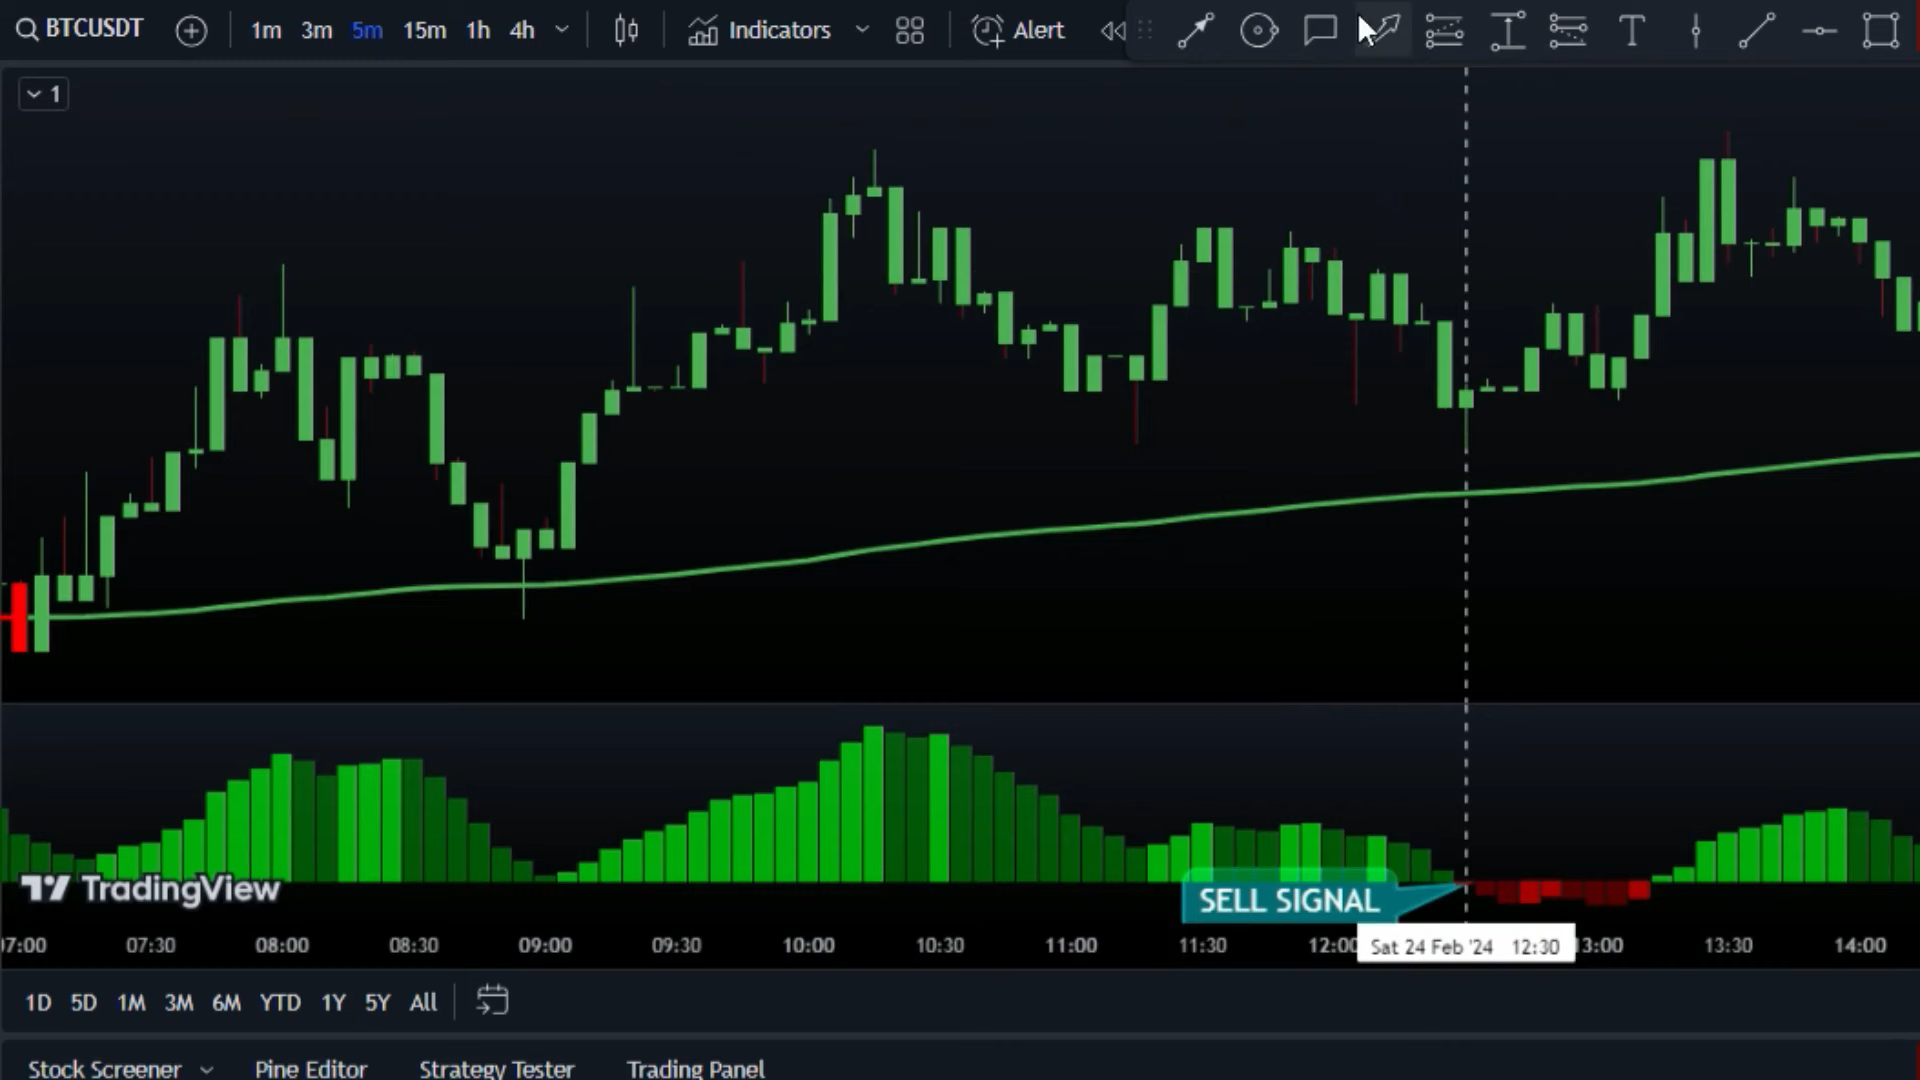 BTCUSDT 1m 3m 5m 15m 1h 4h Indicators Alert T
1
SELL SIGNAL
TradingView
07:00 07:30 08:00 08:30 09:00 09:30 10:00 10:30 11:00 11:30 12:00 Sat 24 Feb '24 12:30 13:00 13:30 14:00
1D 5D 1M 3M 6M YTD 1Y 5Y All
Stock Screener Pine Editor Strategy Tester Trading Panel